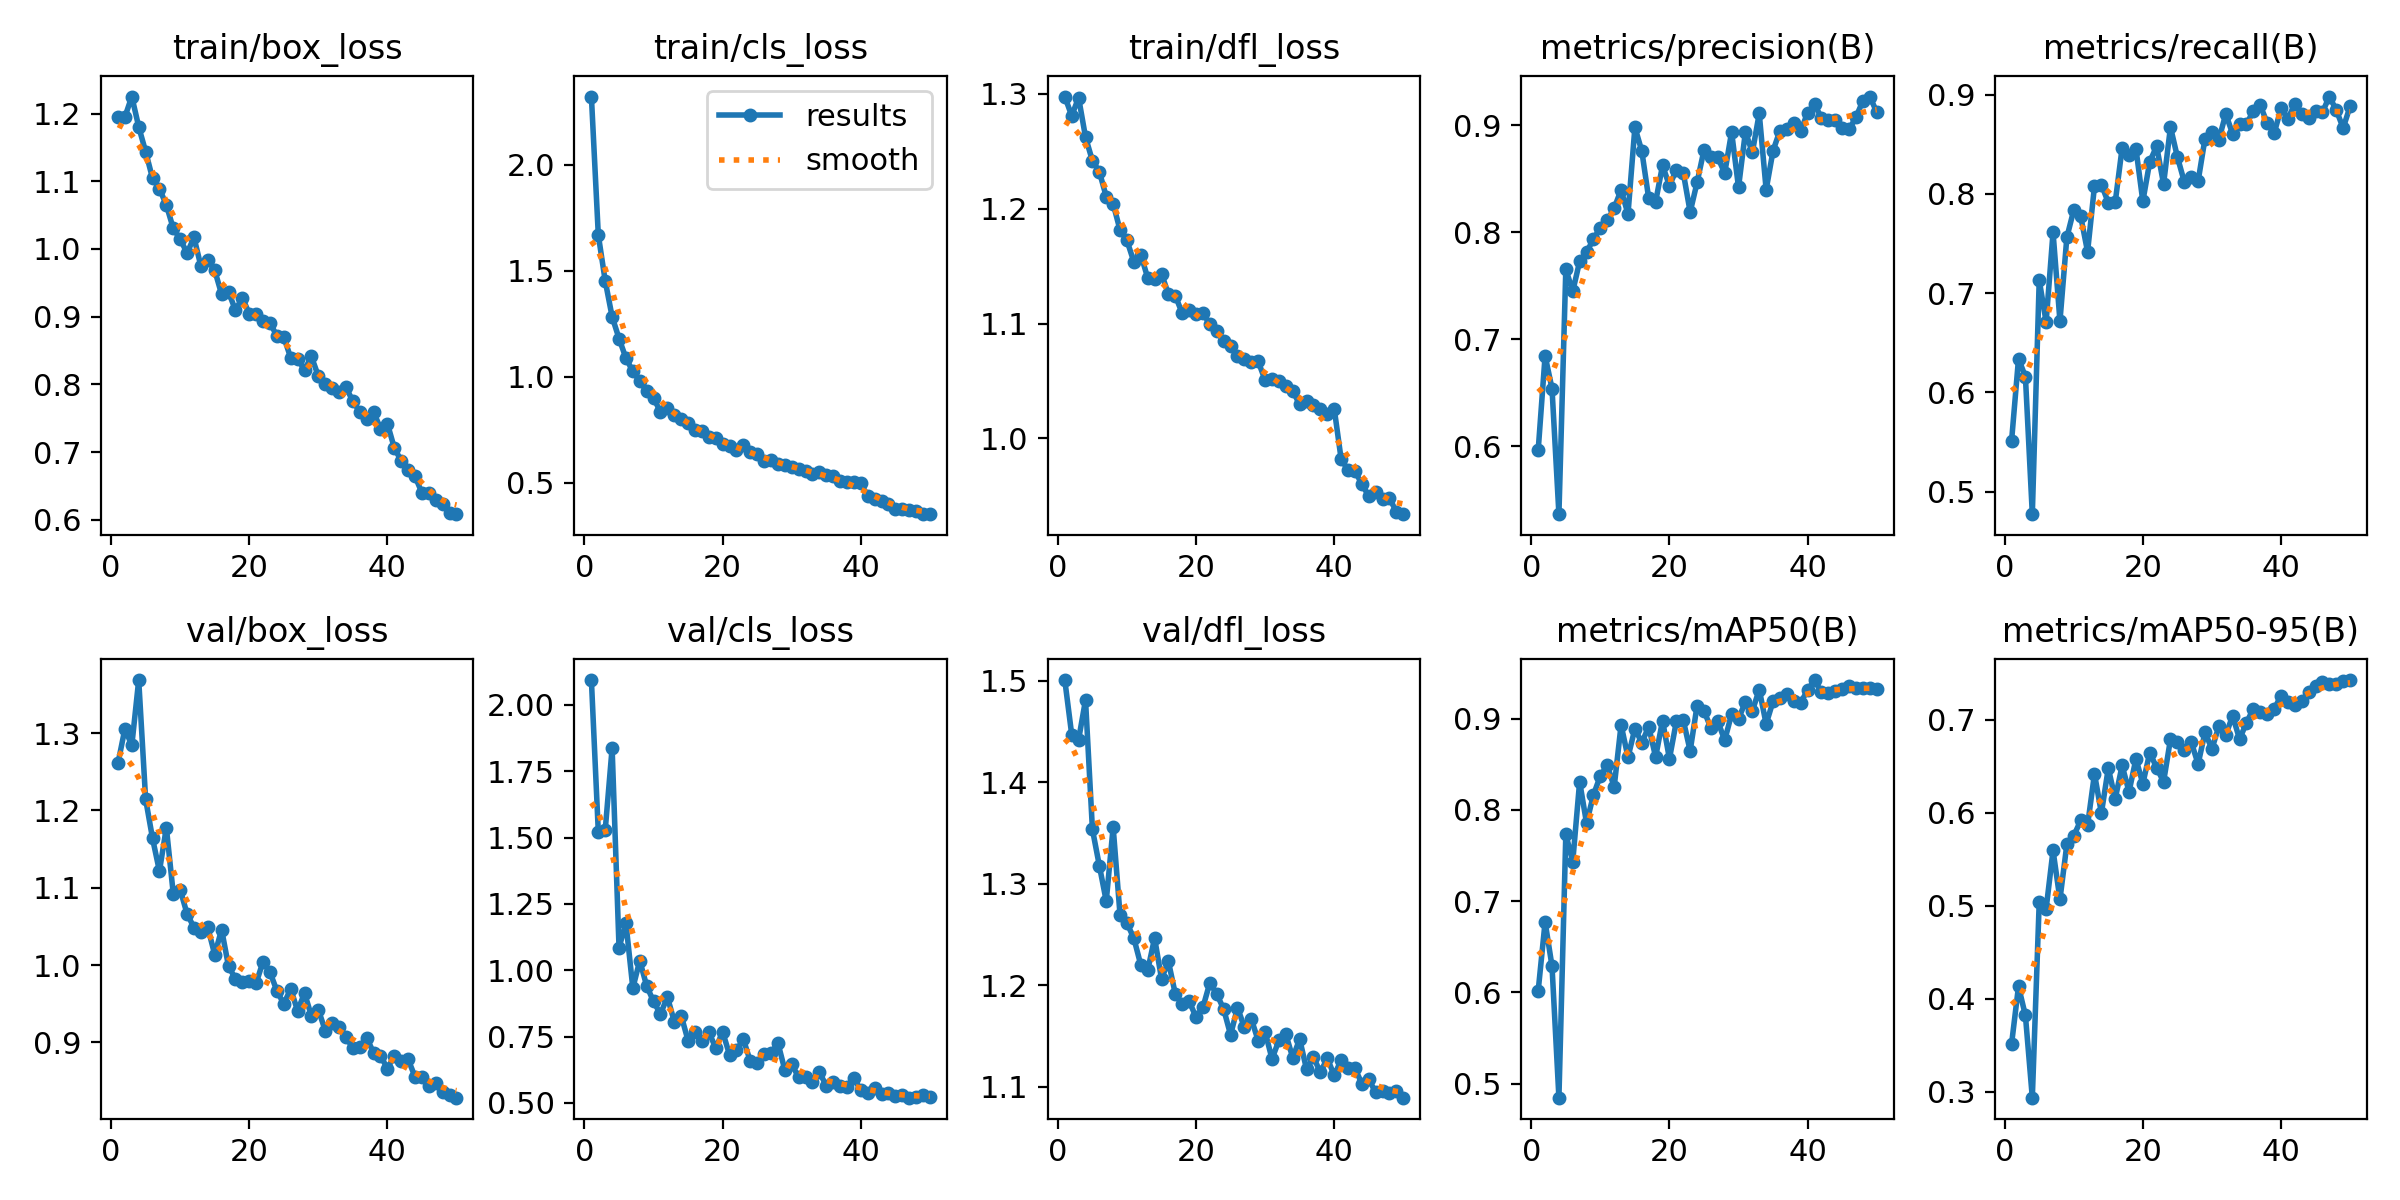 train/box_loss
1.2
1.1
1.0
0.9
0.8
0.7
0.6
0 20 40
train/cls_loss
results
smooth
2.0
1.5
1.0
0.5
0 20 40
train/dfl_loss
1.3
1.2
1.1
1.0
0 20 40
metrics/precision(B)
0.9
0.8
0.7
0.6
0 20 40
metrics/recall(B)
0.9
0.8
0.7
0.6
0.5
0 20 40
val/box_loss
1.3
1.2
1.1
1.0
0.9
0 20 40
val/cls_loss
2.00
1.75
1.50
1.25
1.00
0.75
0.50
0 20 40
val/dfl_loss
1.5
1.4
1.3
1.2
1.1
0 20 40
metrics/mAP50(B)
0.9
0.8
0.7
0.6
0.5
0 20 40
metrics/mAP50-95(B)
0.7
0.6
0.5
0.4
0.3
0 20 40